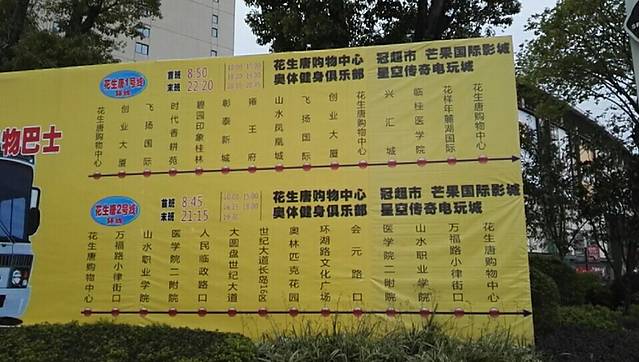 物巴士
花生唐1号线
环线
首班 8:50
末班 22:20
花生唐购物中心 冠超市 芒果国际影城
奥体健身俱乐部 星空传奇电玩城
花生唐购物中心
创业大厦
飞扬国际
时代香耕苑
碧园印象桂林
彰泰新城
雍王府
山水凤凰城
飞扬国际
创业大厦
花生唐购物中心
兴汇城
临桂医学院
花样年麓湖国际
花生唐购物中心
花生唐2号线
环线
首班 8:45
末班 21:15
花生唐购物中心 冠超市 芒果国际影城
奥体健身俱乐部 星空传奇电玩城
花生唐购物中心
万福路小律街口
山水职业学院
医学院二附院
人民临政路口
大圆盘世纪大道
世纪大道长岛16区
奥林匹克花园
环湖路文化广场
会元路口
医学院二附院
山水职业学院
万福路小律街口
花生唐购物中心